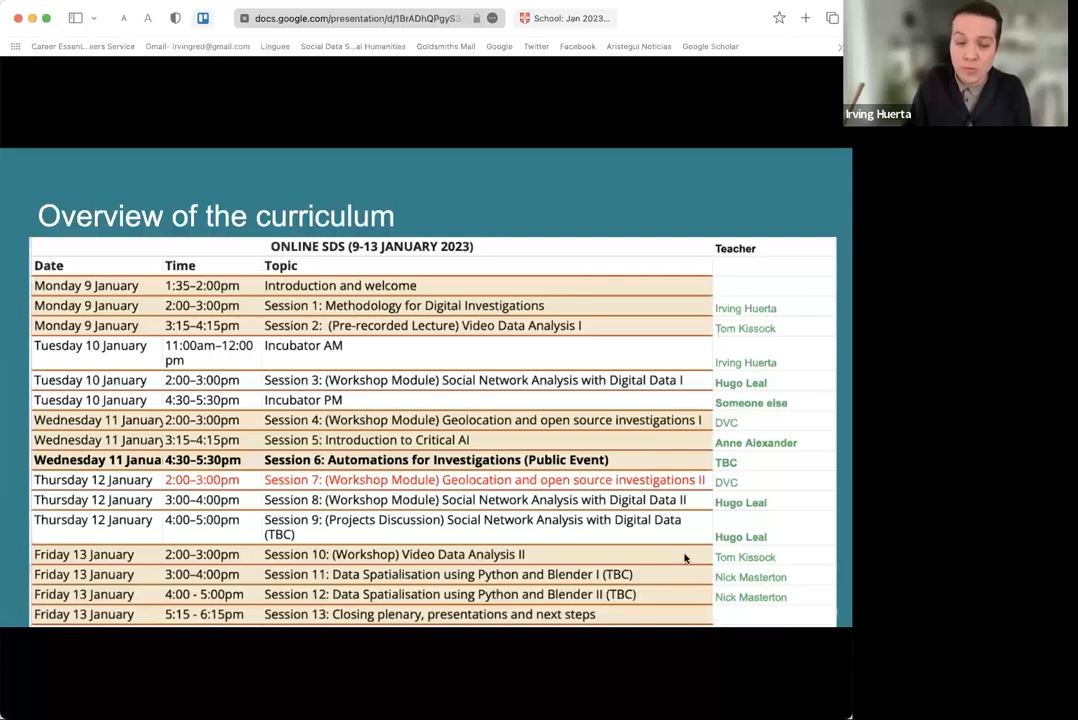 docs.google.com/presentation/d/1BrADhQPgyS3
School: Jan 2023...
Career Essent...eers Service Gmail- irvingred@gmail.com Linguee Social Data S...al Humanities Goldsmiths Mail Google Twitter Facebook Aristegui Noticias Google Scholar
Irving Huerta
Overview of the curriculum
ONLINE SDS (9-13 JANUARY 2023) Teacher
Date Time Topic
Monday 9 January 1:35–2:00pm Introduction and welcome
Monday 9 January 2:00–3:00pm Session 1: Methodology for Digital Investigations Irving Huerta
Monday 9 January 3:15–4:15pm Session 2: (Pre-recorded Lecture) Video Data Analysis I Tom Kissock
Tuesday 10 January 11:00am–12:00 Incubator AM
pm Irving Huerta
Tuesday 10 January 2:00–3:00pm Session 3: (Workshop Module) Social Network Analysis with Digital Data I Hugo Leal
Tuesday 10 January 4:30–5:30pm Incubator PM Someone else
Wednesday 11 January 2:00–3:00pm Session 4: (Workshop Module) Geolocation and open source investigations I DVC
Wednesday 11 January 3:15–4:15pm Session 5: Introduction to Critical AI Anne Alexander
Wednesday 11 Janua 4:30–5:30pm Session 6: Automations for Investigations (Public Event) TBC
Thursday 12 January 2:00–3:00pm Session 7: (Workshop Module) Geolocation and open source investigations II DVC
Thursday 12 January 3:00–4:00pm Session 8: (Workshop Module) Social Network Analysis with Digital Data II Hugo Leal
Thursday 12 January 4:00–5:00pm Session 9: (Projects Discussion) Social Network Analysis with Digital Data
(TBC) Hugo Leal
Friday 13 January 2:00–3:00pm Session 10: (Workshop) Video Data Analysis II Tom Kissock
Friday 13 January 3:00–4:00pm Session 11: Data Spatialisation using Python and Blender I (TBC) Nick Masterton
Friday 13 January 4:00 - 5:00pm Session 12: Data Spatialisation using Python and Blender II (TBC) Nick Masterton
Friday 13 January 5:15 - 6:15pm Session 13: Closing plenary, presentations and next steps